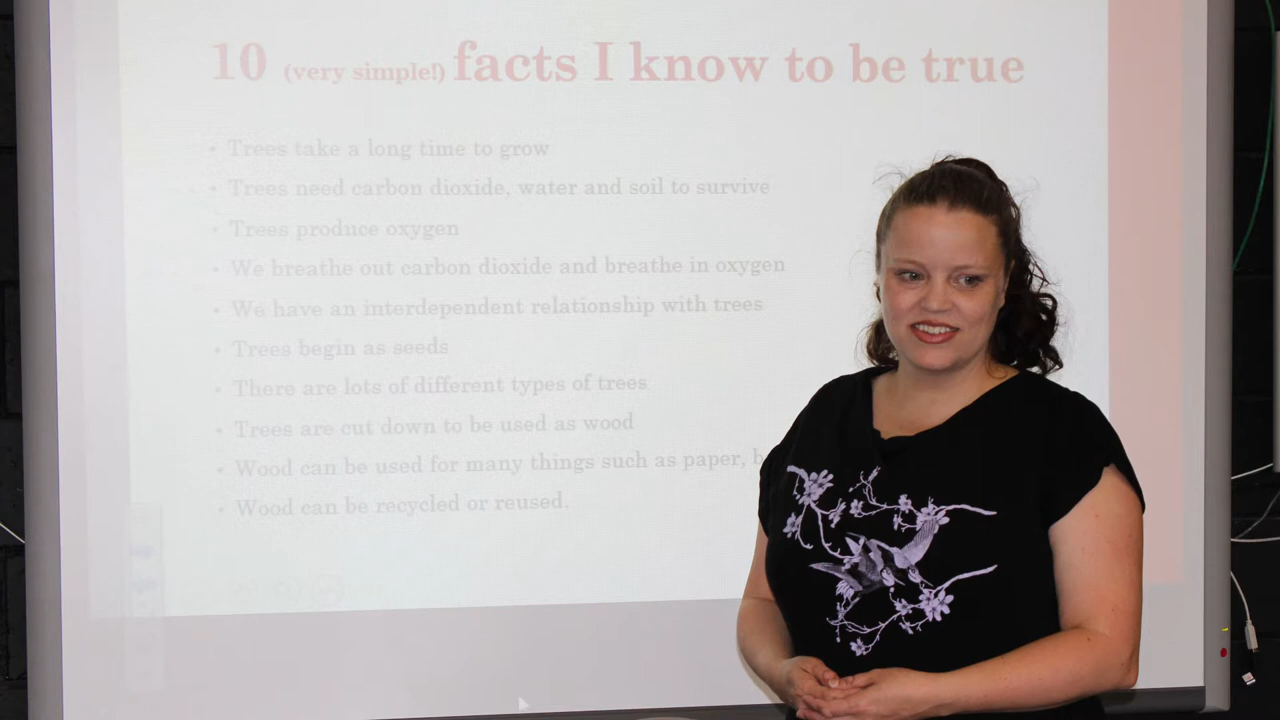 10 (very simple!) facts I know to be true
• Trees take a long time to grow
• Trees need carbon dioxide, water and soil to survive
• Trees produce oxygen
• We breathe out carbon dioxide and breathe in oxygen
• We have an interdependent relationship with trees
• Trees begin as seeds
• There are lots of different types of trees
• Trees are cut down to be used as wood
• Wood can be used for many things such as paper,
• Wood can be recycled or reused.